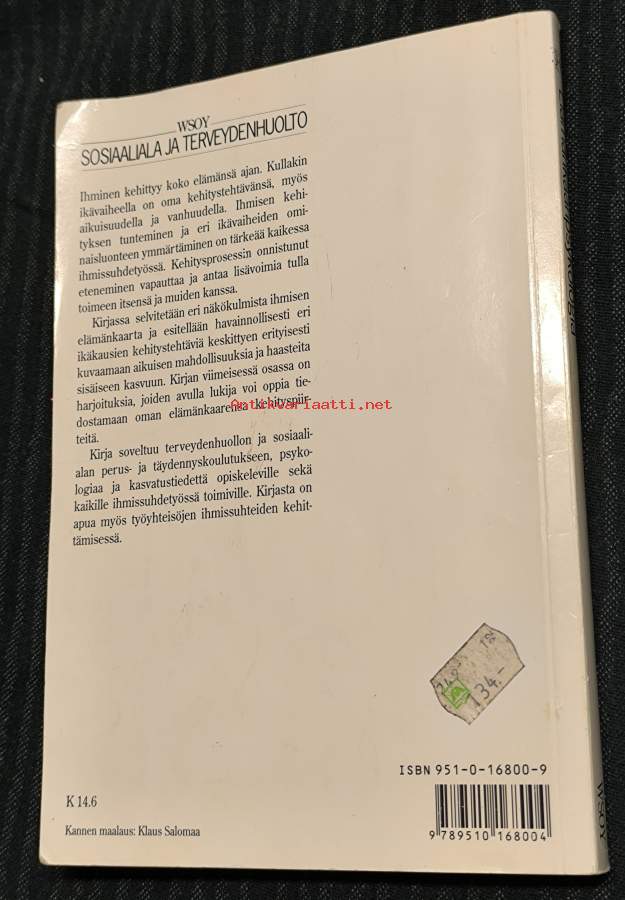 WSOY
SOSIAALIALA JA TERVEYDENHUOLTO
Ihminen kehittyy koko elämänsä ajan. Kullakin
ikävaiheella on oma kehitystehtävänsä, myös
aikuisuudella ja vanhuudella. Ihmisen kehi-
tyksen tunteminen ja eri ikävaiheiden omi-
naisluonteen ymmärtäminen on tärkeää kaikessa
ihmissuhdetyössä. Kehitysprosessin onnistunut
eteneminen vapauttaa ja antaa lisävoimia tulla
toimeen itsensä ja muiden kanssa.
Kirjassa selvitetään eri näkökulmista ihmisen
elämänkaarta ja esitellään havainnollisesti eri
ikäkausien kehitystehtäviä keskittyen erityisesti
kuvaamaan aikuisen mahdollisuuksia ja haasteita
sisäiseen kasvuun. Kirjan viimeisessä osassa on
harjoituksia, joiden avulla lukija voi oppia tie-
dostamaan oman elämänkaarensa kehityspiir-
teitä.
Kirja soveltuu terveydenhuollon ja sosiaali-
alan perus- ja täydennyskoulutukseen, psyko-
logiaa ja kasvatustiedettä opiskeleville sekä
kaikille ihmissuhdetyössä toimiville. Kirjasta on
apua myös työyhteisöjen ihmissuhteiden kehit-
tämisessä.
Antikvariaatti.net
134.-
ISBN 951-0-16800-9
9 789510 168004
K 14.6
Kannen maalaus: Klaus Salomaa
WSOY